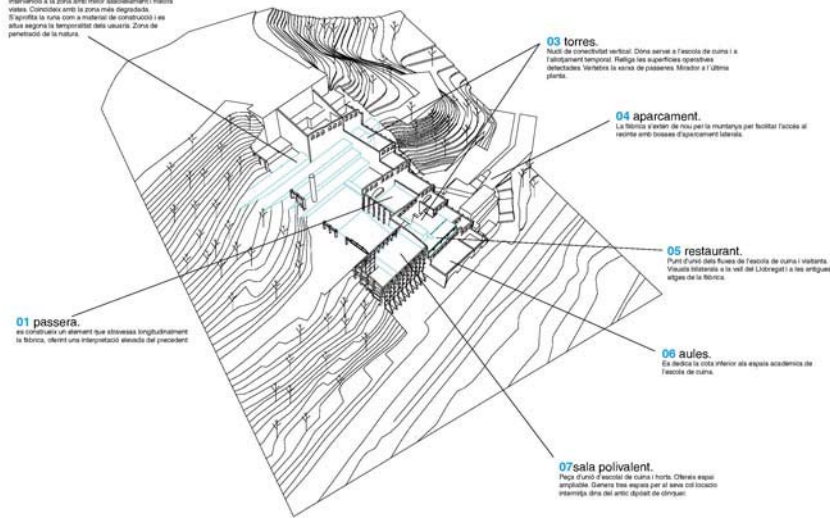 intervenció a la zona amb millor assolellament i millors
vistes. Coincideix amb la zona més degradada.
S'aprofita la runa com a material de construcció i es
situa segons la temporalitat dels usuaris. Zona de
penetració de la natura.
03 torres.
Nucli de conectivitat vertical. Dóna servei a l'escola de cuina i a
l'allotjament temporal. Relliga les superfícies operatives
detectades. Vertebra la xarxa de passeres. Mirador a l'última
planta.
04 aparcament.
La fàbrica s'extén de nou per la muntanya per facilitar l'accés al
recinte amb bosses d'aparcament laterals.
05 restaurant.
Punt d'unió dels fluxes de l'escola de cuina i visitants.
Visuals bilaterals a la vall del Llobregat i a les antigues
sitges de la fàbrica.
01 passera.
es construeix un element que atravessa longitudinalment
la fàbrica, oferint una interpretació elevada del precedent
06 aules.
Es dedica la cota inferior als espais acadèmics de
l'escola de cuina.
07sala polivalent.
Peça d'unió d'escola de cuina i horts. Ofereix espai
ampliable. Genera tres espais per al seva col·locació
intermitja dins del antic dipòsit de clinquer.